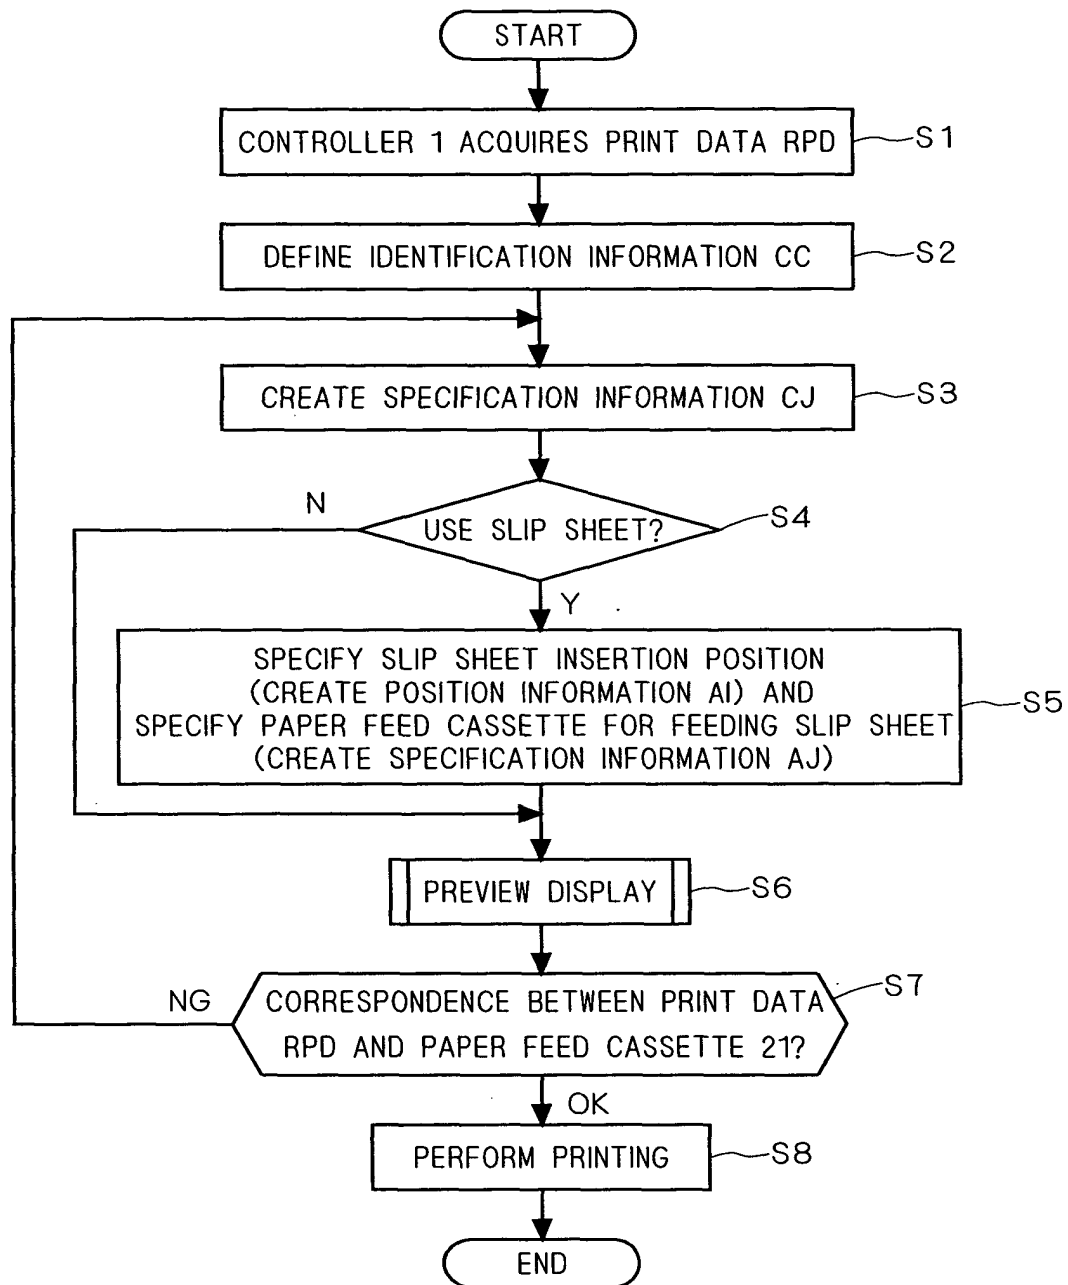 START
CONTROLLER 1 ACQUIRES PRINT DATA RPD
S1
DEFINE IDENTIFICATION INFORMATION CC
S2
CREATE SPECIFICATION INFORMATION CJ
S3
N
USE SLIP SHEET?
S4
Y
SPECIFY SLIP SHEET INSERTION POSITION
(CREATE POSITION INFORMATION AI) AND
SPECIFY PAPER FEED CASSETTE FOR FEEDING SLIP SHEET
(CREATE SPECIFICATION INFORMATION AJ)
S5
PREVIEW DISPLAY
S6
NG
CORRESPONDENCE BETWEEN PRINT DATA
RPD AND PAPER FEED CASSETTE 21?
S7
OK
PERFORM PRINTING
S8
END